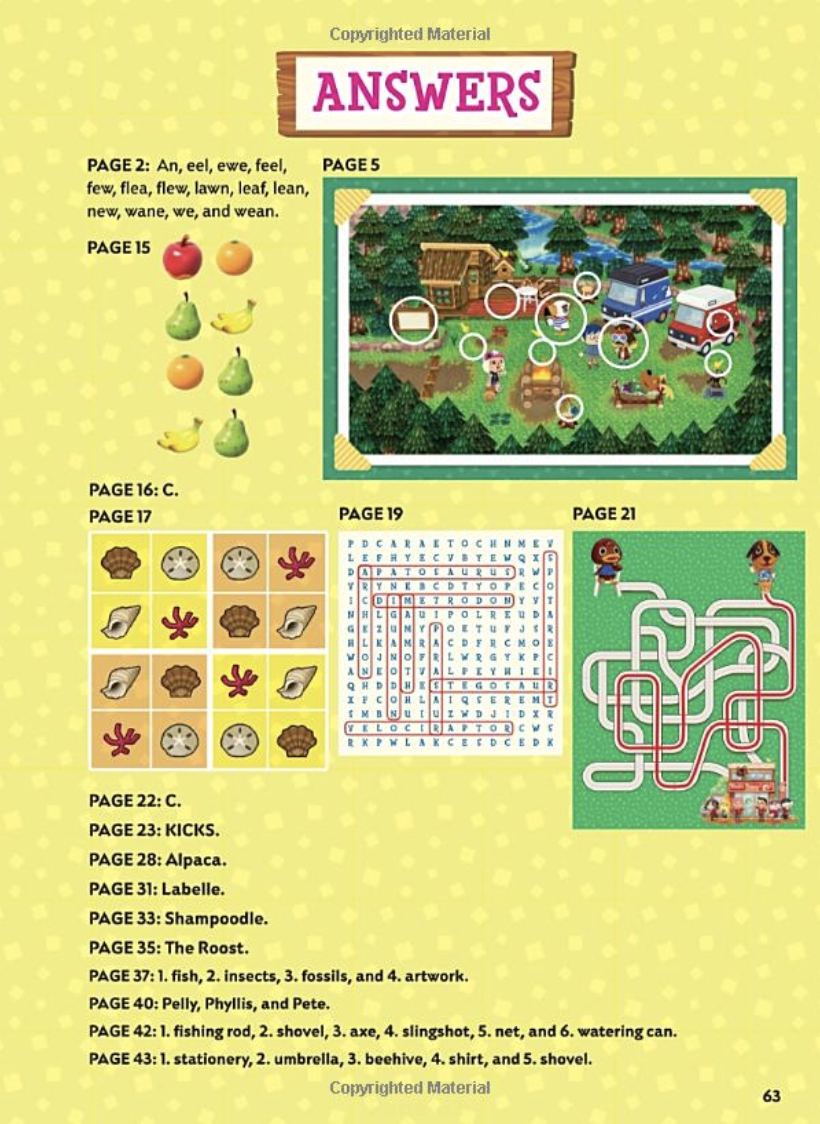 Copyrighted Material
ANSWERS
PAGE 2: An, eel, ewe, feel,
few, flea, flew, lawn, leaf, lean,
new, wane, we, and wean.
PAGE 5
PAGE 15
PAGE 16: C.
PAGE 17
PAGE 19
P D C A R A E T O C H N M E V
L E F H Y E C V B Y E W Q X S
D A P A T O S A U R U S R W P
V R Y N E B C D T Y O P E C O
I C D I M E T R O D O N Y V T
N H L G A U I P O L R E U D A
V E L O C I R A P T O R C W S
R K P W L A K C E S D C E D K
PAGE 21
PAGE 22: C.
PAGE 23: KICKS.
PAGE 28: Alpaca.
PAGE 31: Labelle.
PAGE 33: Shampoodle.
PAGE 35: The Roost.
PAGE 37: 1. fish, 2. insects, 3. fossils, and 4. artwork.
PAGE 40: Pelly, Phyllis, and Pete.
PAGE 42: 1. fishing rod, 2. shovel, 3. axe, 4. slingshot, 5. net, and 6. watering can.
PAGE 43: 1. stationery, 2. umbrella, 3. beehive, 4. shirt, and 5. shovel.
Copyrighted Material
63